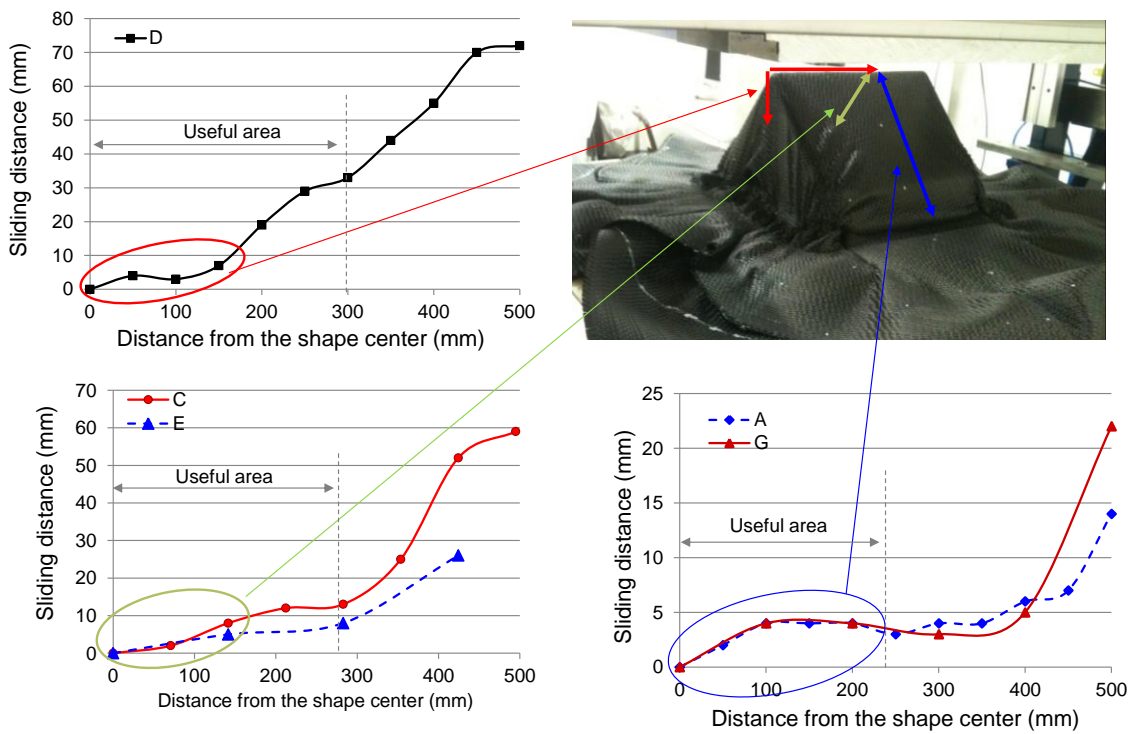 80
70
60
50
40
30
20
10
0
D
Useful area
0 100 200 300 400 500
Sliding distance (mm)
Distance from the shape center (mm)
70
60
50
40
30
20
10
0
C
E
Useful area
0 100 200 300 400 500
Sliding distance (mm)
Distance from the shape center (mm)
25
20
15
10
5
0
A
G
Useful area
0 100 200 300 400 500
Sliding distance (mm)
Distance from the shape center (mm)